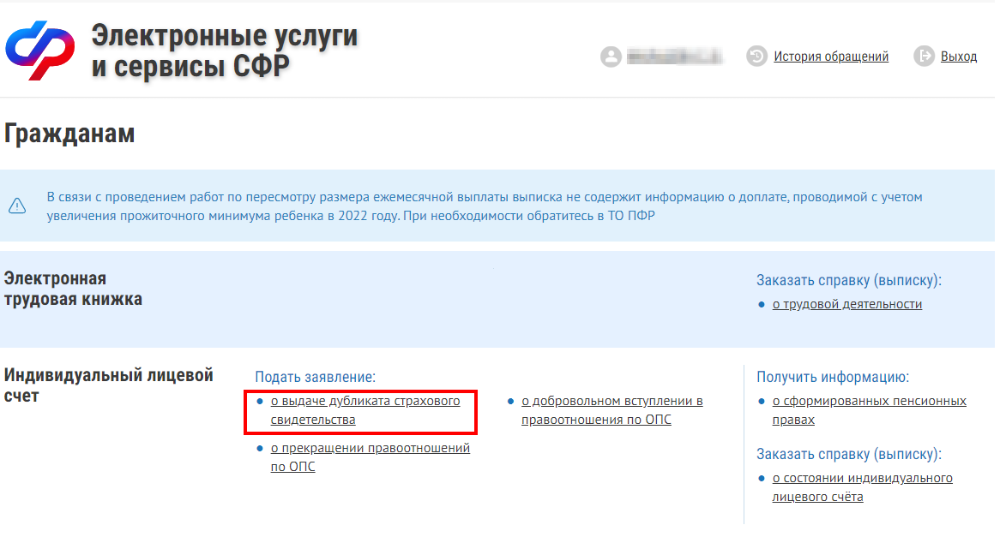 Электронные услуги
и сервисы СФР
История обращений
Выход
Гражданам
В связи с проведением работ по пересмотру размера ежемесячной выплаты выписка не содержит информацию о доплате, проводимой с учетом
увеличения прожиточного минимума ребенка в 2022 году. При необходимости обратитесь в ТО ПФР
Электронная
трудовая книжка
Заказать справку (выписку):
о трудовой деятельности
Индивидуальный лицевой
счет
Подать заявление:
о выдаче дубликата страхового
свидетельства
о прекращении правоотношений
по ОПС
о добровольном вступлении в
правоотношения по ОПС
Получить информацию:
о сформированных пенсионных
правах
Заказать справку (выписку):
о состоянии индивидуального
лицевого счёта